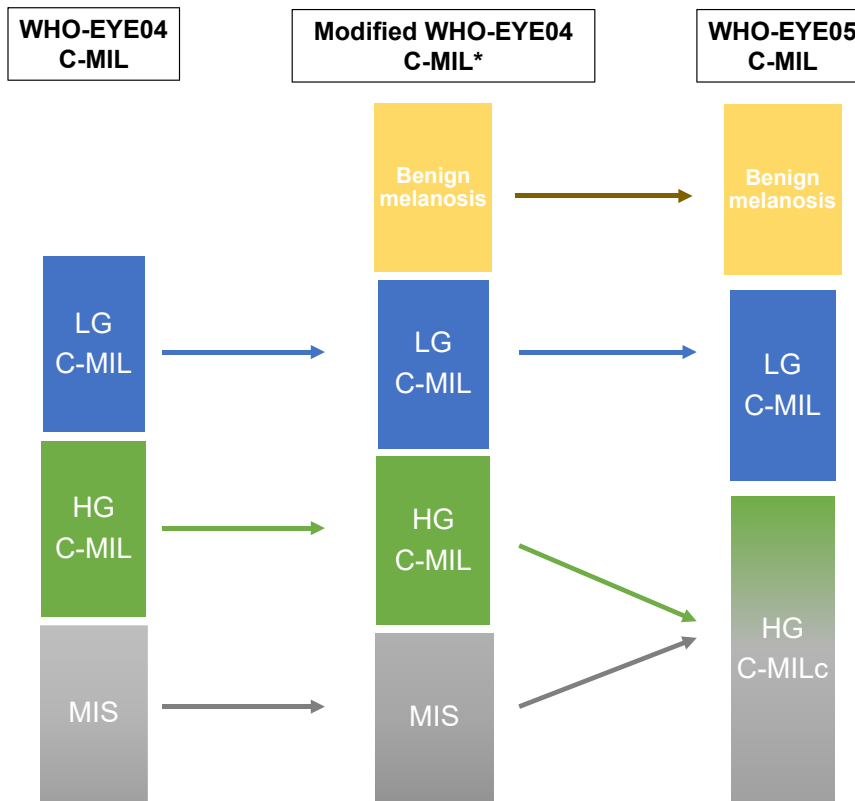 WHO-EYE04
C-MIL
Modified WHO-EYE04
C-MIL*
WHO-EYE05
C-MIL
Benign
melanosis
Benign
melanosis
LG
C-MIL
LG
C-MIL
LG
C-MIL
HG
C-MIL
HG
C-MIL
HG
C-MILc
MIS
MIS